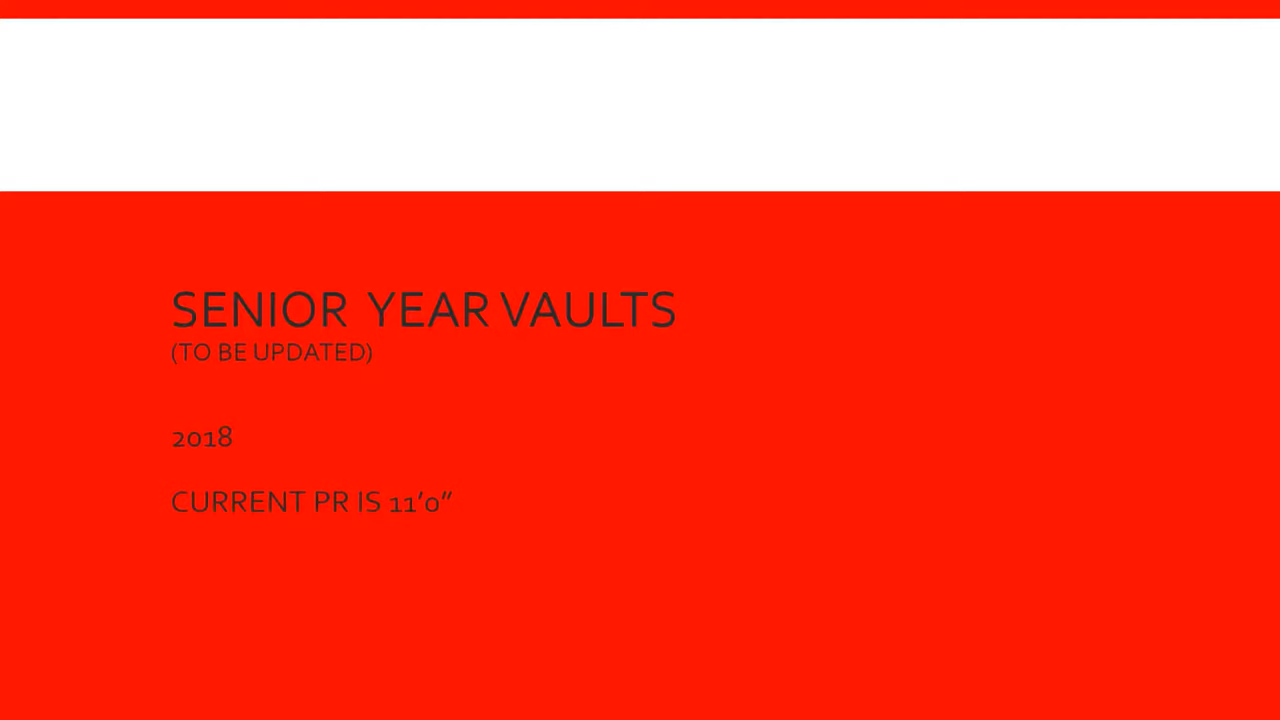 SENIOR YEAR VAULTS
(TO BE UPDATED)
2018
CURRENT PR IS 11’0”